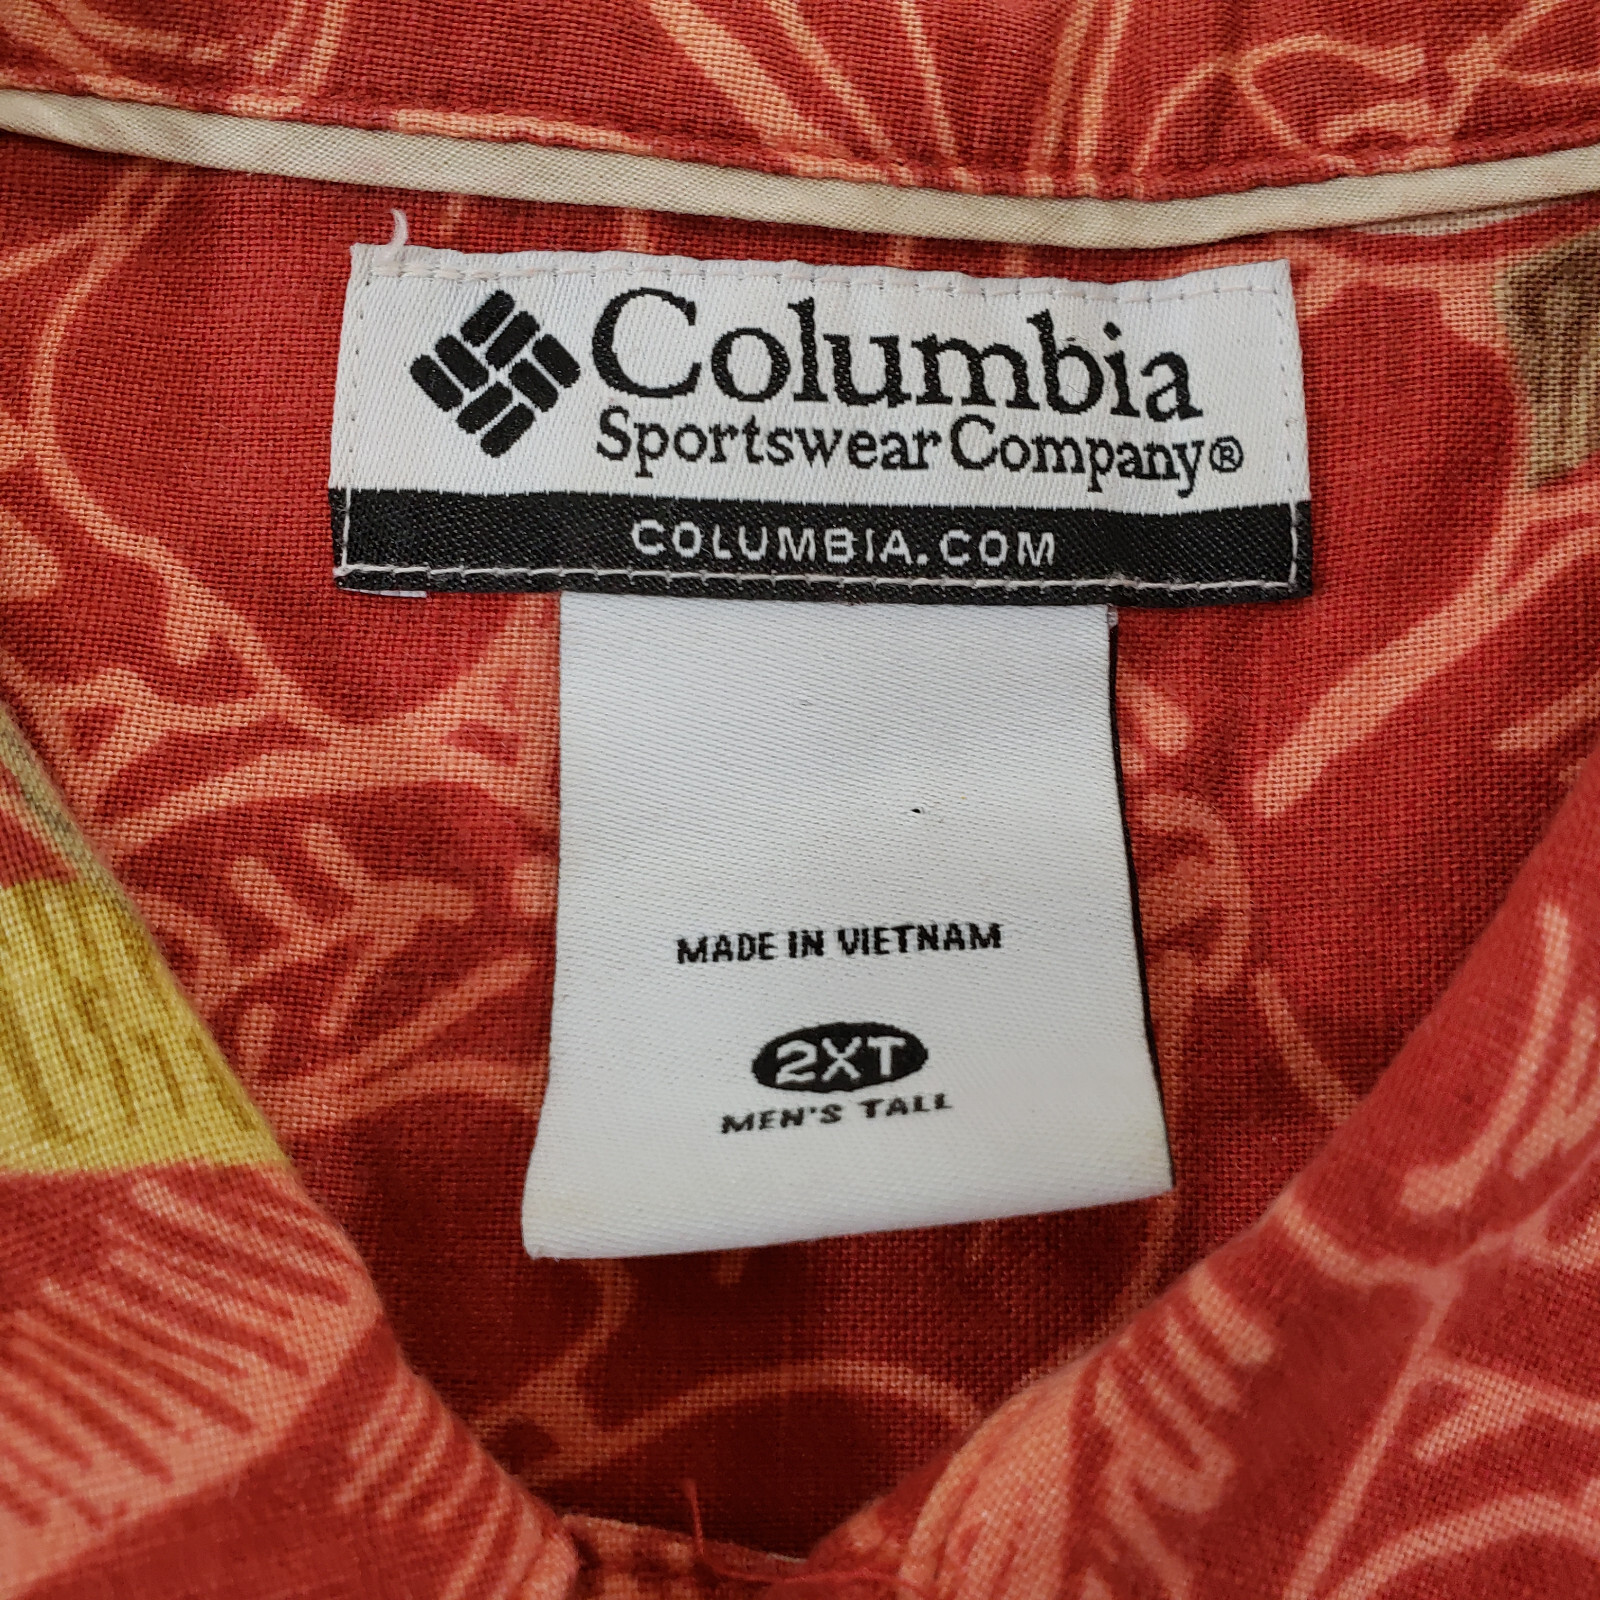 Columbia
Sportswear Company®
COLUMBIA.COM
MADE IN VIETNAM
2XT
MEN'S TALL